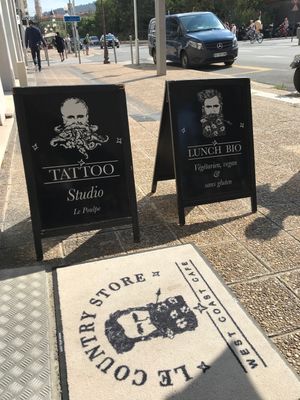 TATTOO
Studio
Le Poulpe
LUNCH BIO
Végétarien, vegan
& sans gluten
LE COUNTRY STORE
WEST COAST CAFE